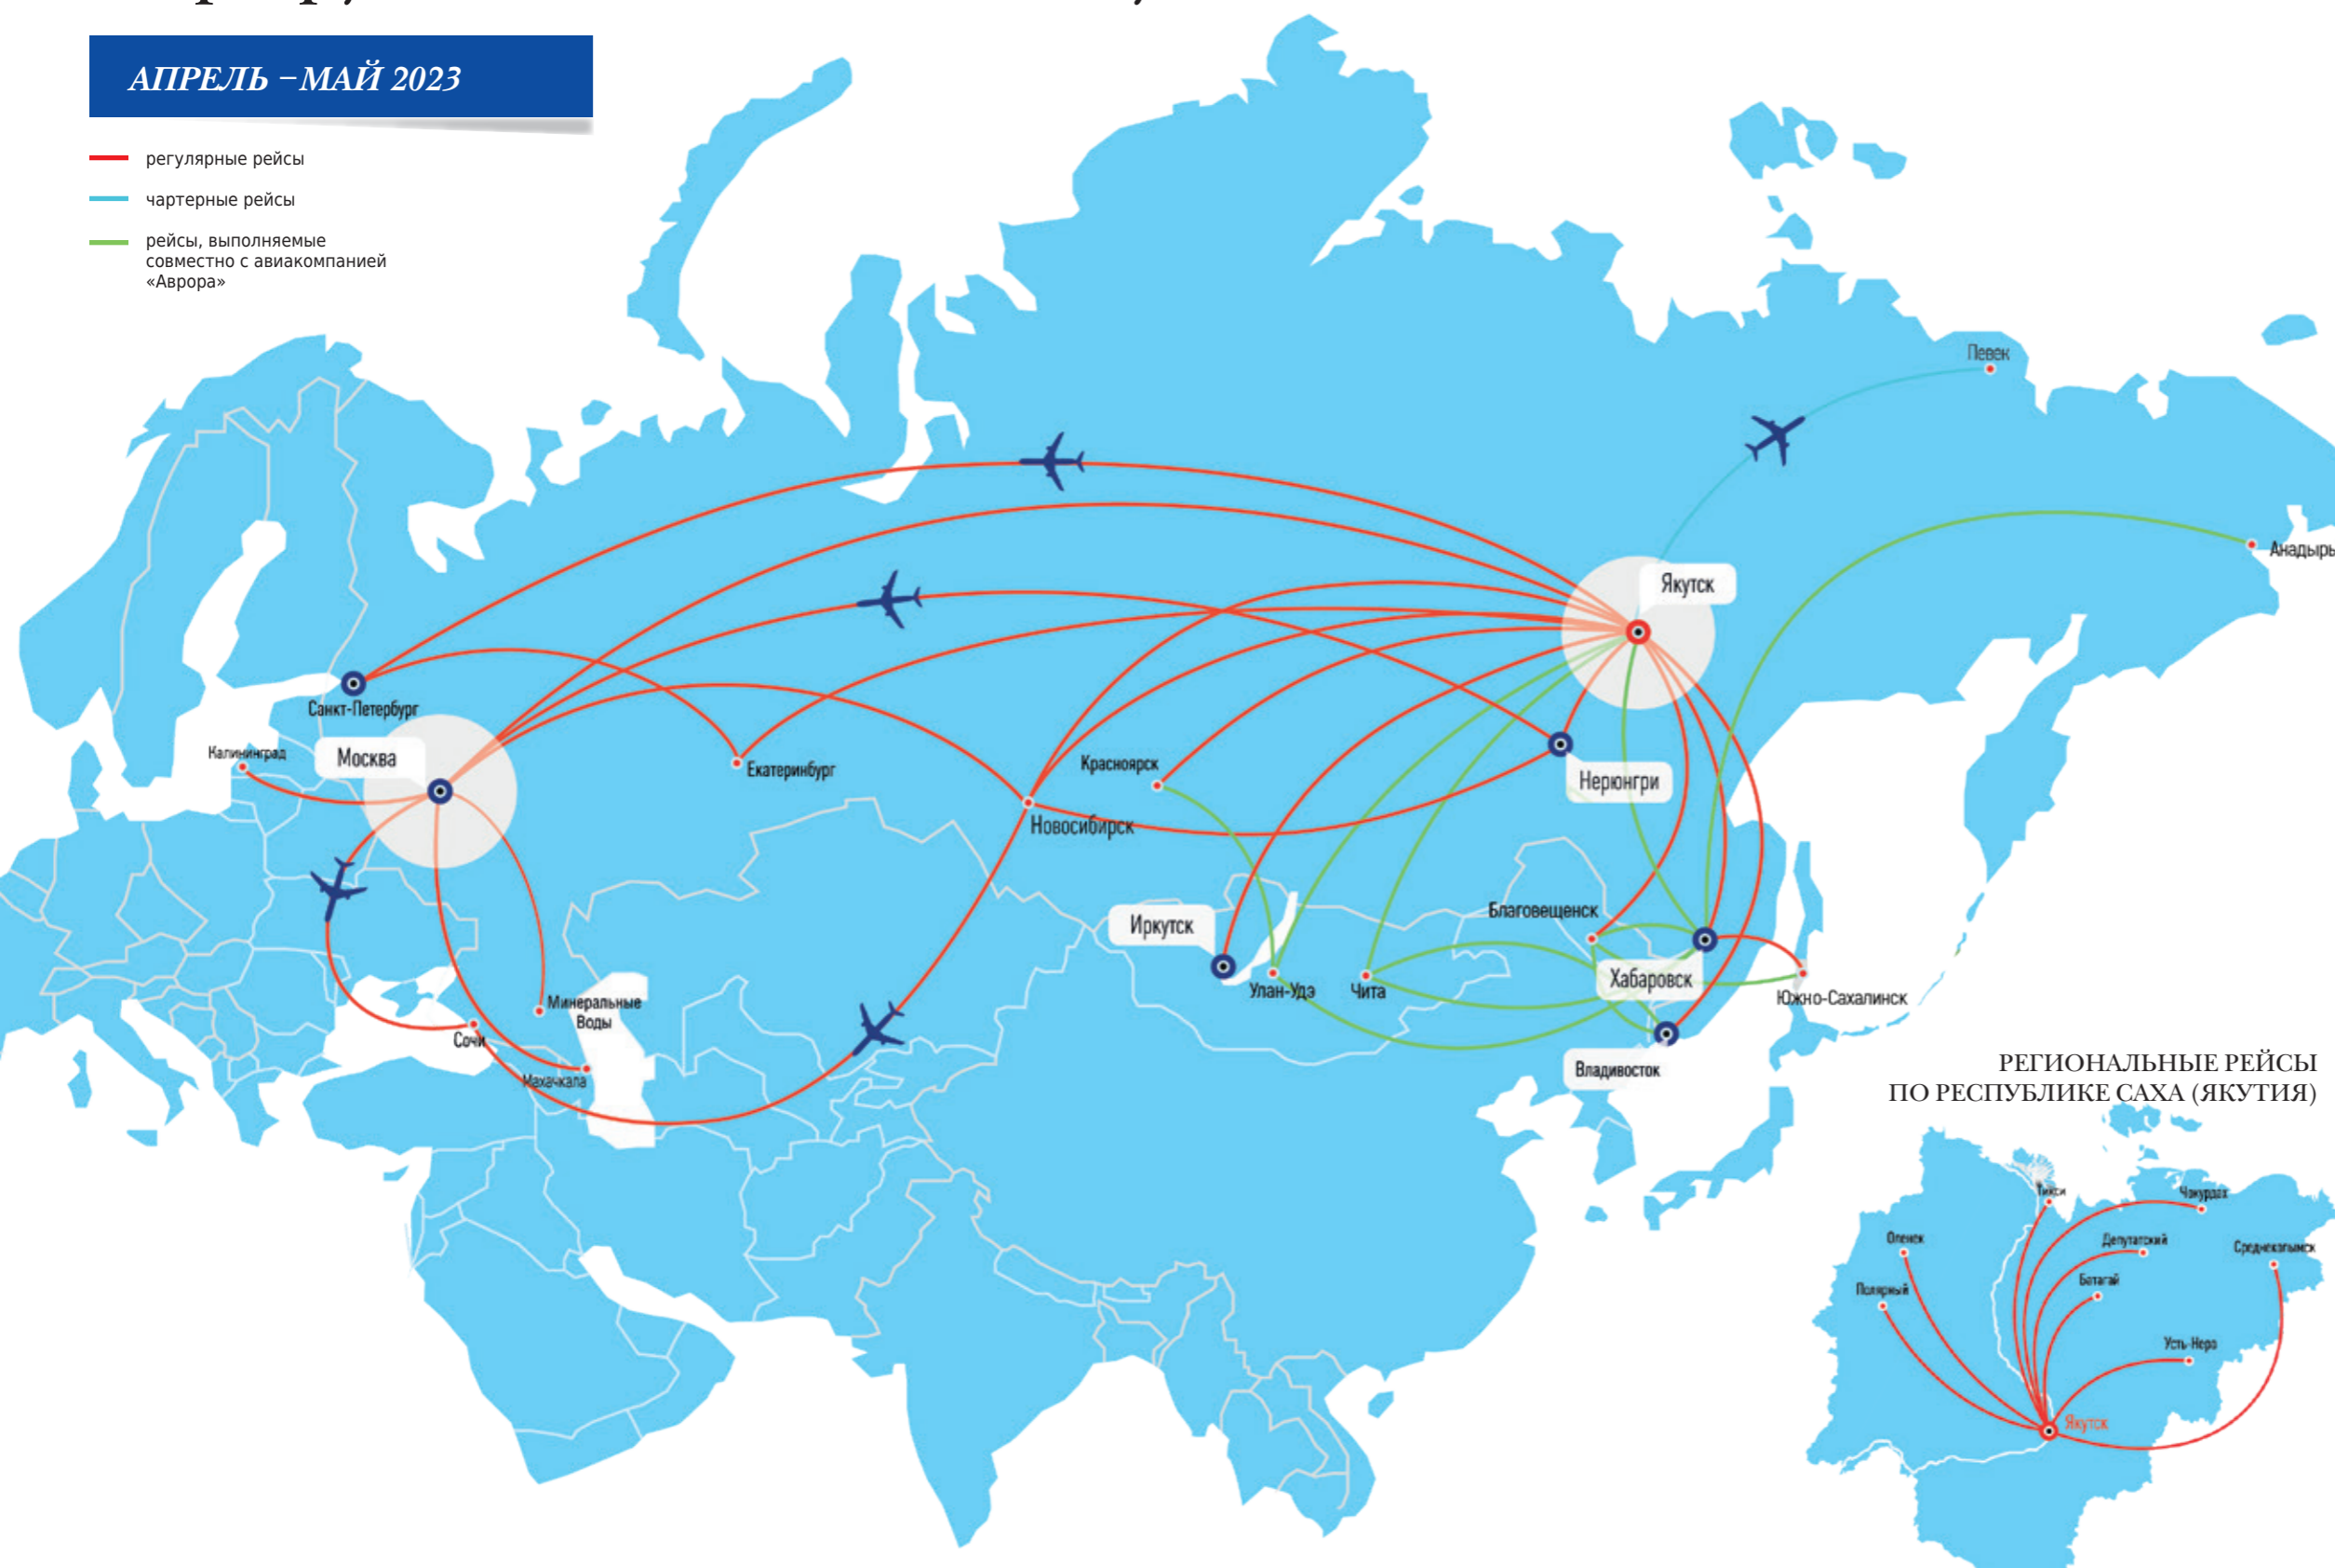 АПРЕЛЬ – МАЙ 2023
регулярные рейсы
чартерные рейсы
рейсы, выполняемые
совместно с авиакомпанией
«Аврора»
Певек
Анадырь
Якутск
Санкт-Петербург
Калининград
Москва
Екатеринбург
Красноярск
Нерюнгри
Новосибирск
Благовещенск
Иркутск
Хабаровск
Улан-Удэ
Чита
Южно-Сахалинск
Минеральные
Воды
Сочи
Махачкала
Владивосток
РЕГИОНАЛЬНЫЕ РЕЙСЫ
ПО РЕСПУБЛИКЕ САХА (ЯКУТИЯ)
Тикси
Чокурдах
Оленек
Депутатский
Среднеколымск
Батагай
Полярный
Усть-Нера
Якутск